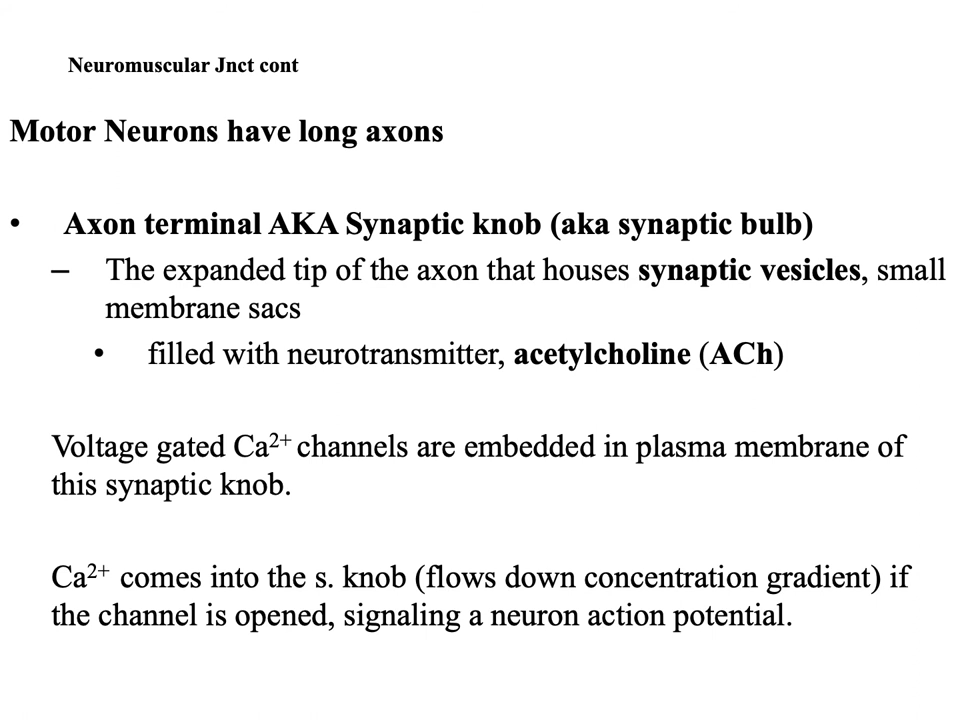 Neuromuscular Jnct cont
Motor Neurons have long axons
• Axon terminal AKA Synaptic knob (aka synaptic bulb)
– The expanded tip of the axon that houses synaptic vesicles, small
membrane sacs
• filled with neurotransmitter, acetylcholine (ACh)
Voltage gated Ca²⁺ channels are embedded in plasma membrane of
this synaptic knob.
Ca²⁺ comes into the s. knob (flows down concentration gradient) if
the channel is opened, signaling a neuron action potential.